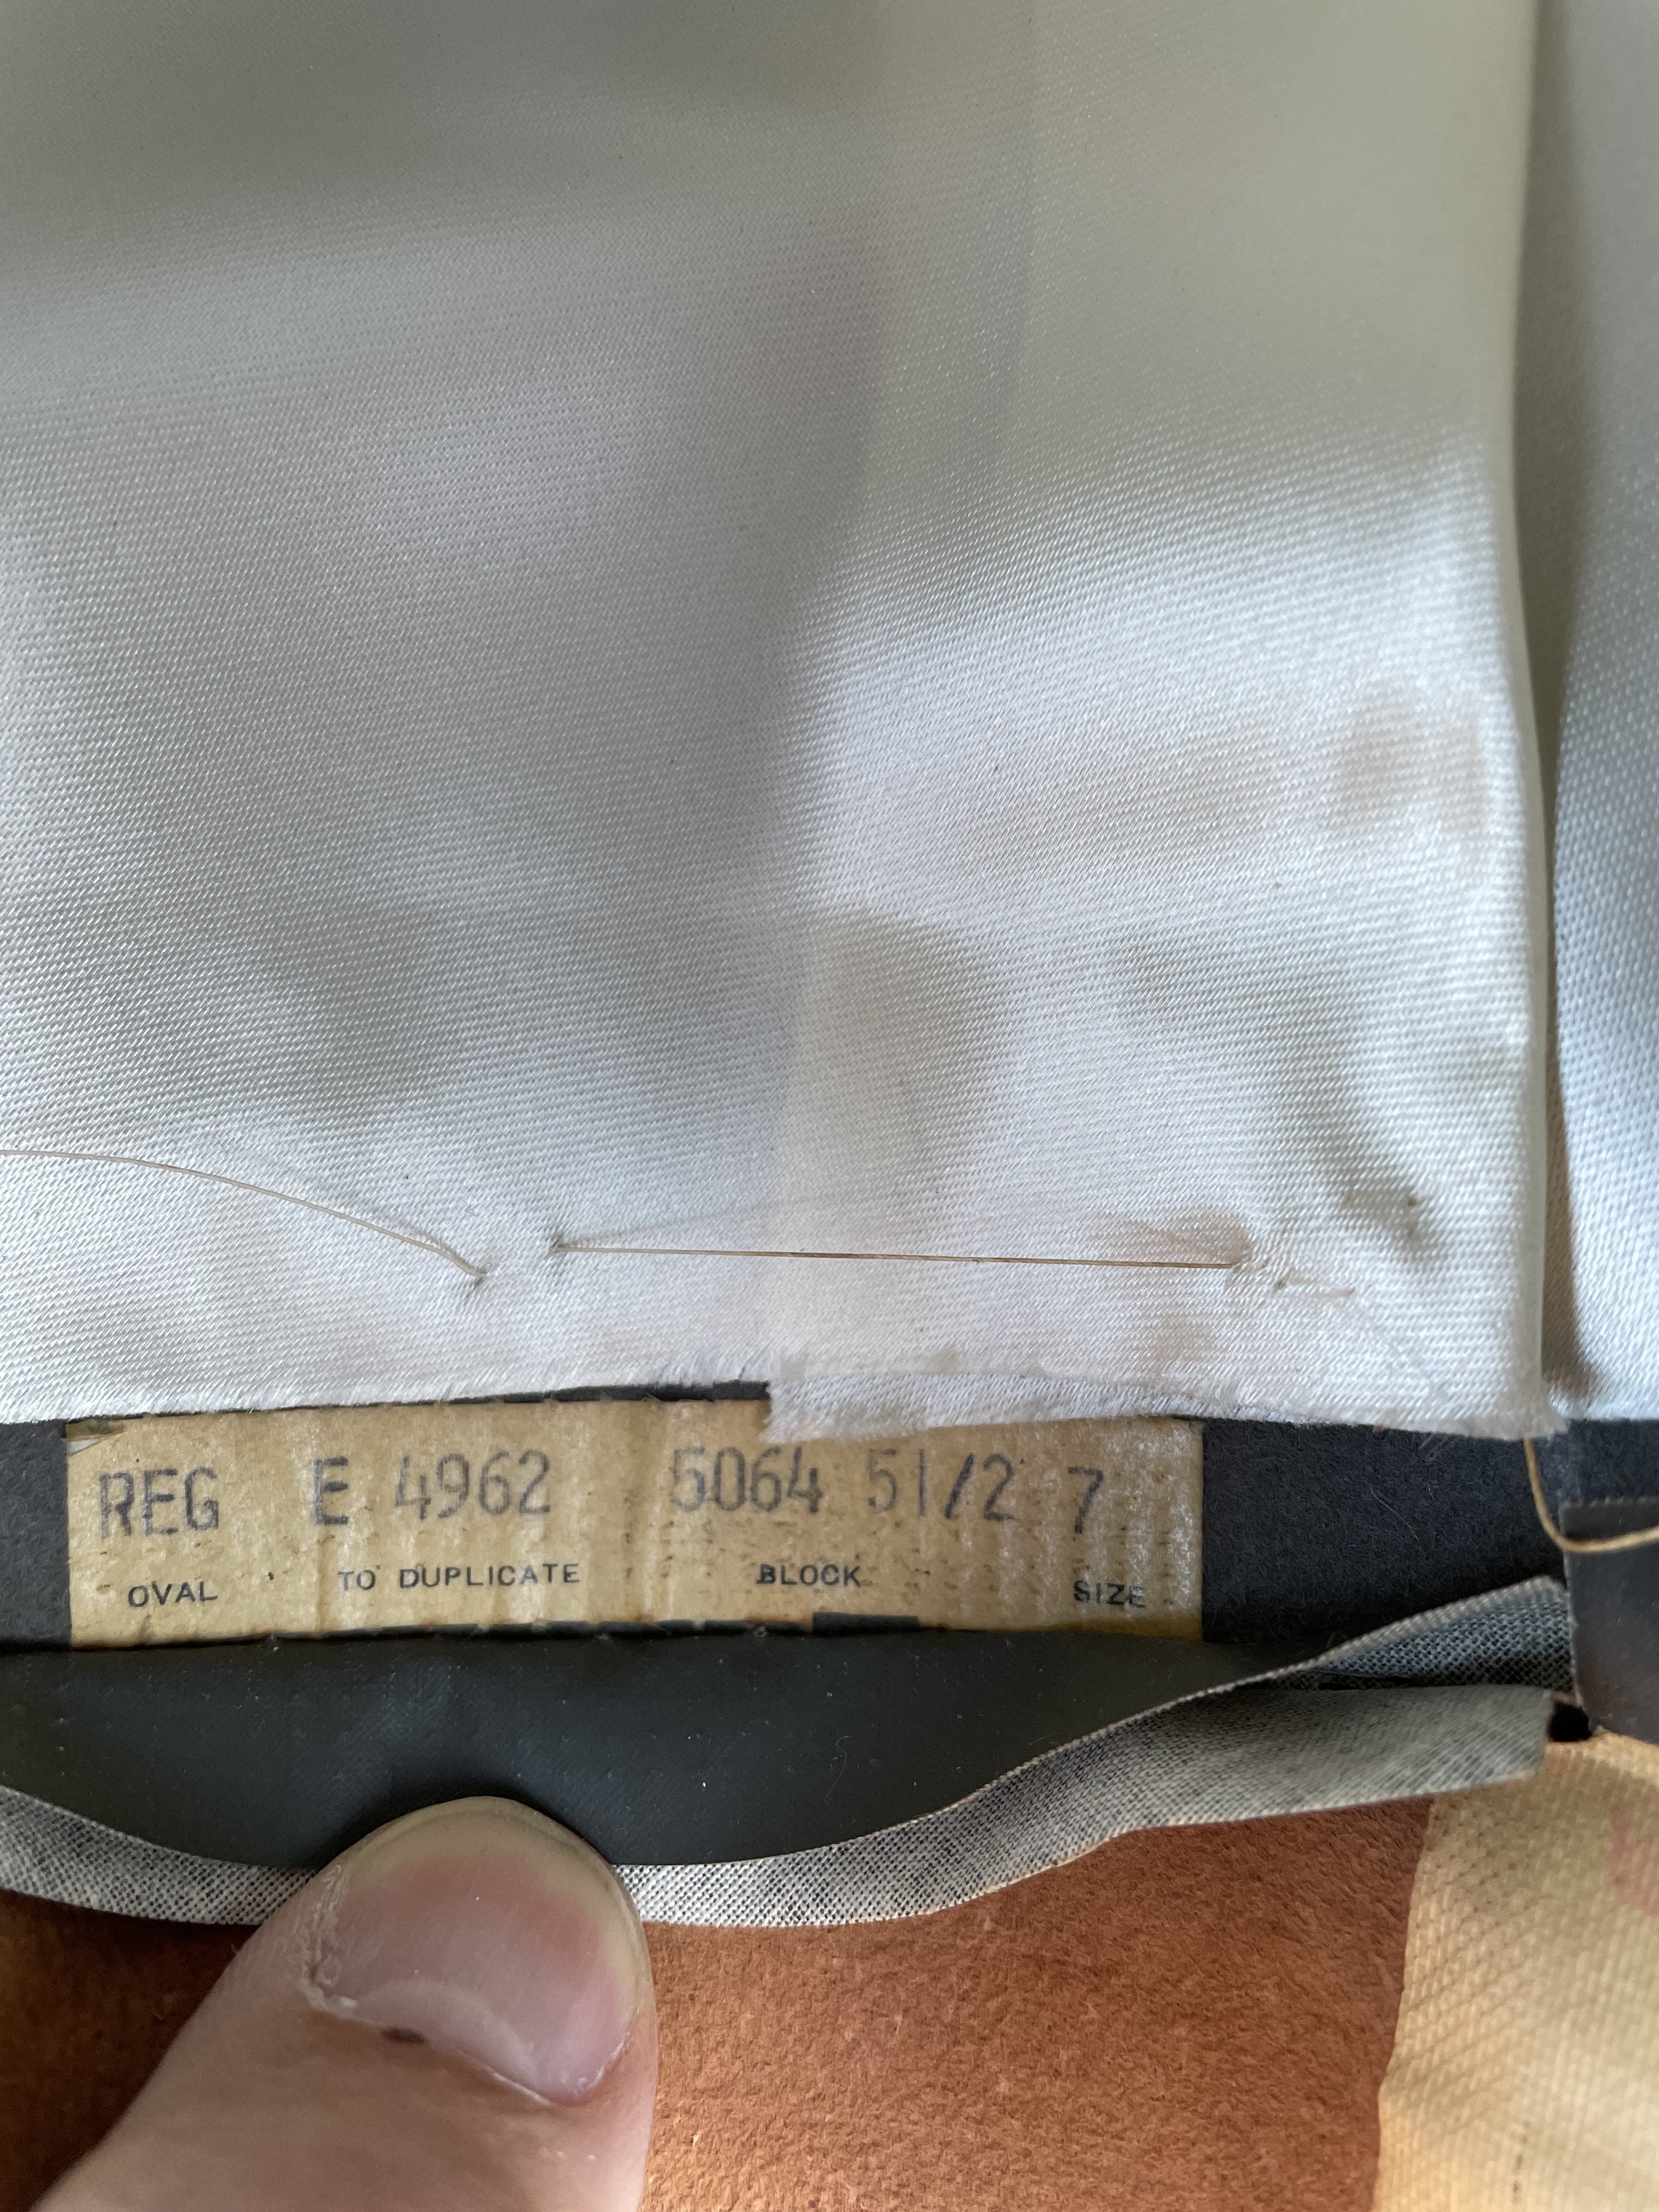 REG E 4962 5064 5 1/2 7
OVAL TO DUPLICATE BLOCK SIZE